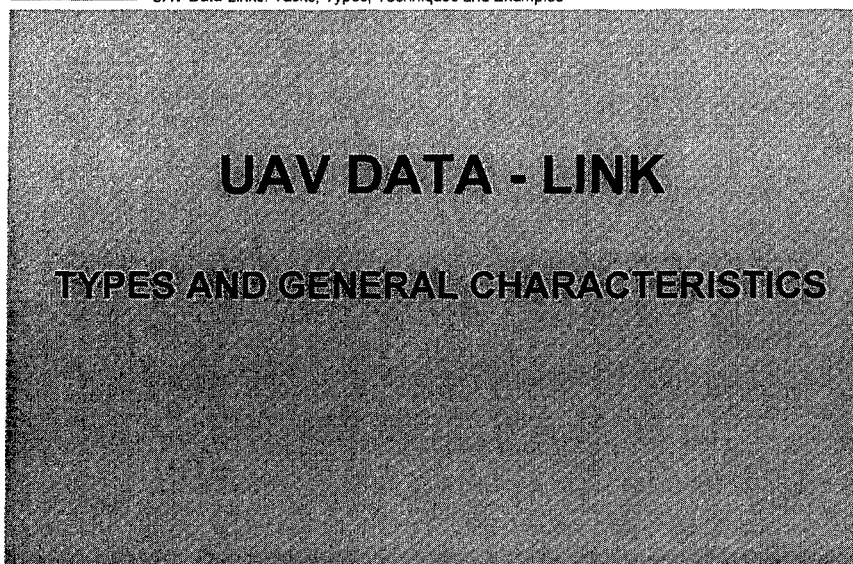 UAV Data-Links: Tasks, Types, Techniques and Examples
UAV DATA - LINK
TYPES AND GENERAL CHARACTERISTICS